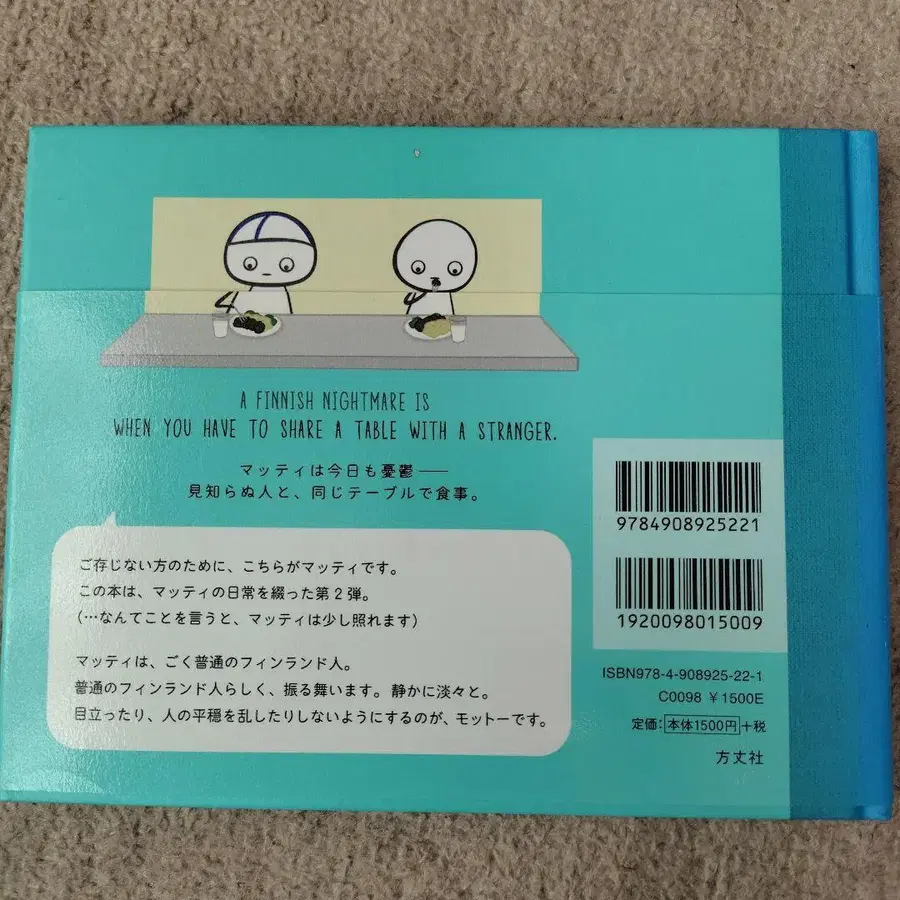 A FINNISH NIGHTMARE IS
WHEN YOU HAVE TO SHARE A TABLE WITH A STRANGER.
マッティは今日も憂鬱──
見知らぬ人と、同じテーブルで食事。
ご存じない方のために、こちらがマッティです。
この本は、マッティの日常を綴った第2弾。
(…なんてことを言うと、マッティは少し照れます)
マッティは、ごく普通のフィンランド人。
普通のフィンランド人らしく、振る舞います。静かに淡々と。
目立ったり、人の平穏を乱したりしないようにするのが、モットーです。
9784908925221
1920098015009
ISBN978-4-908925-22-1
C0098 ¥1500E
定価:本体1500円+税
方丈社